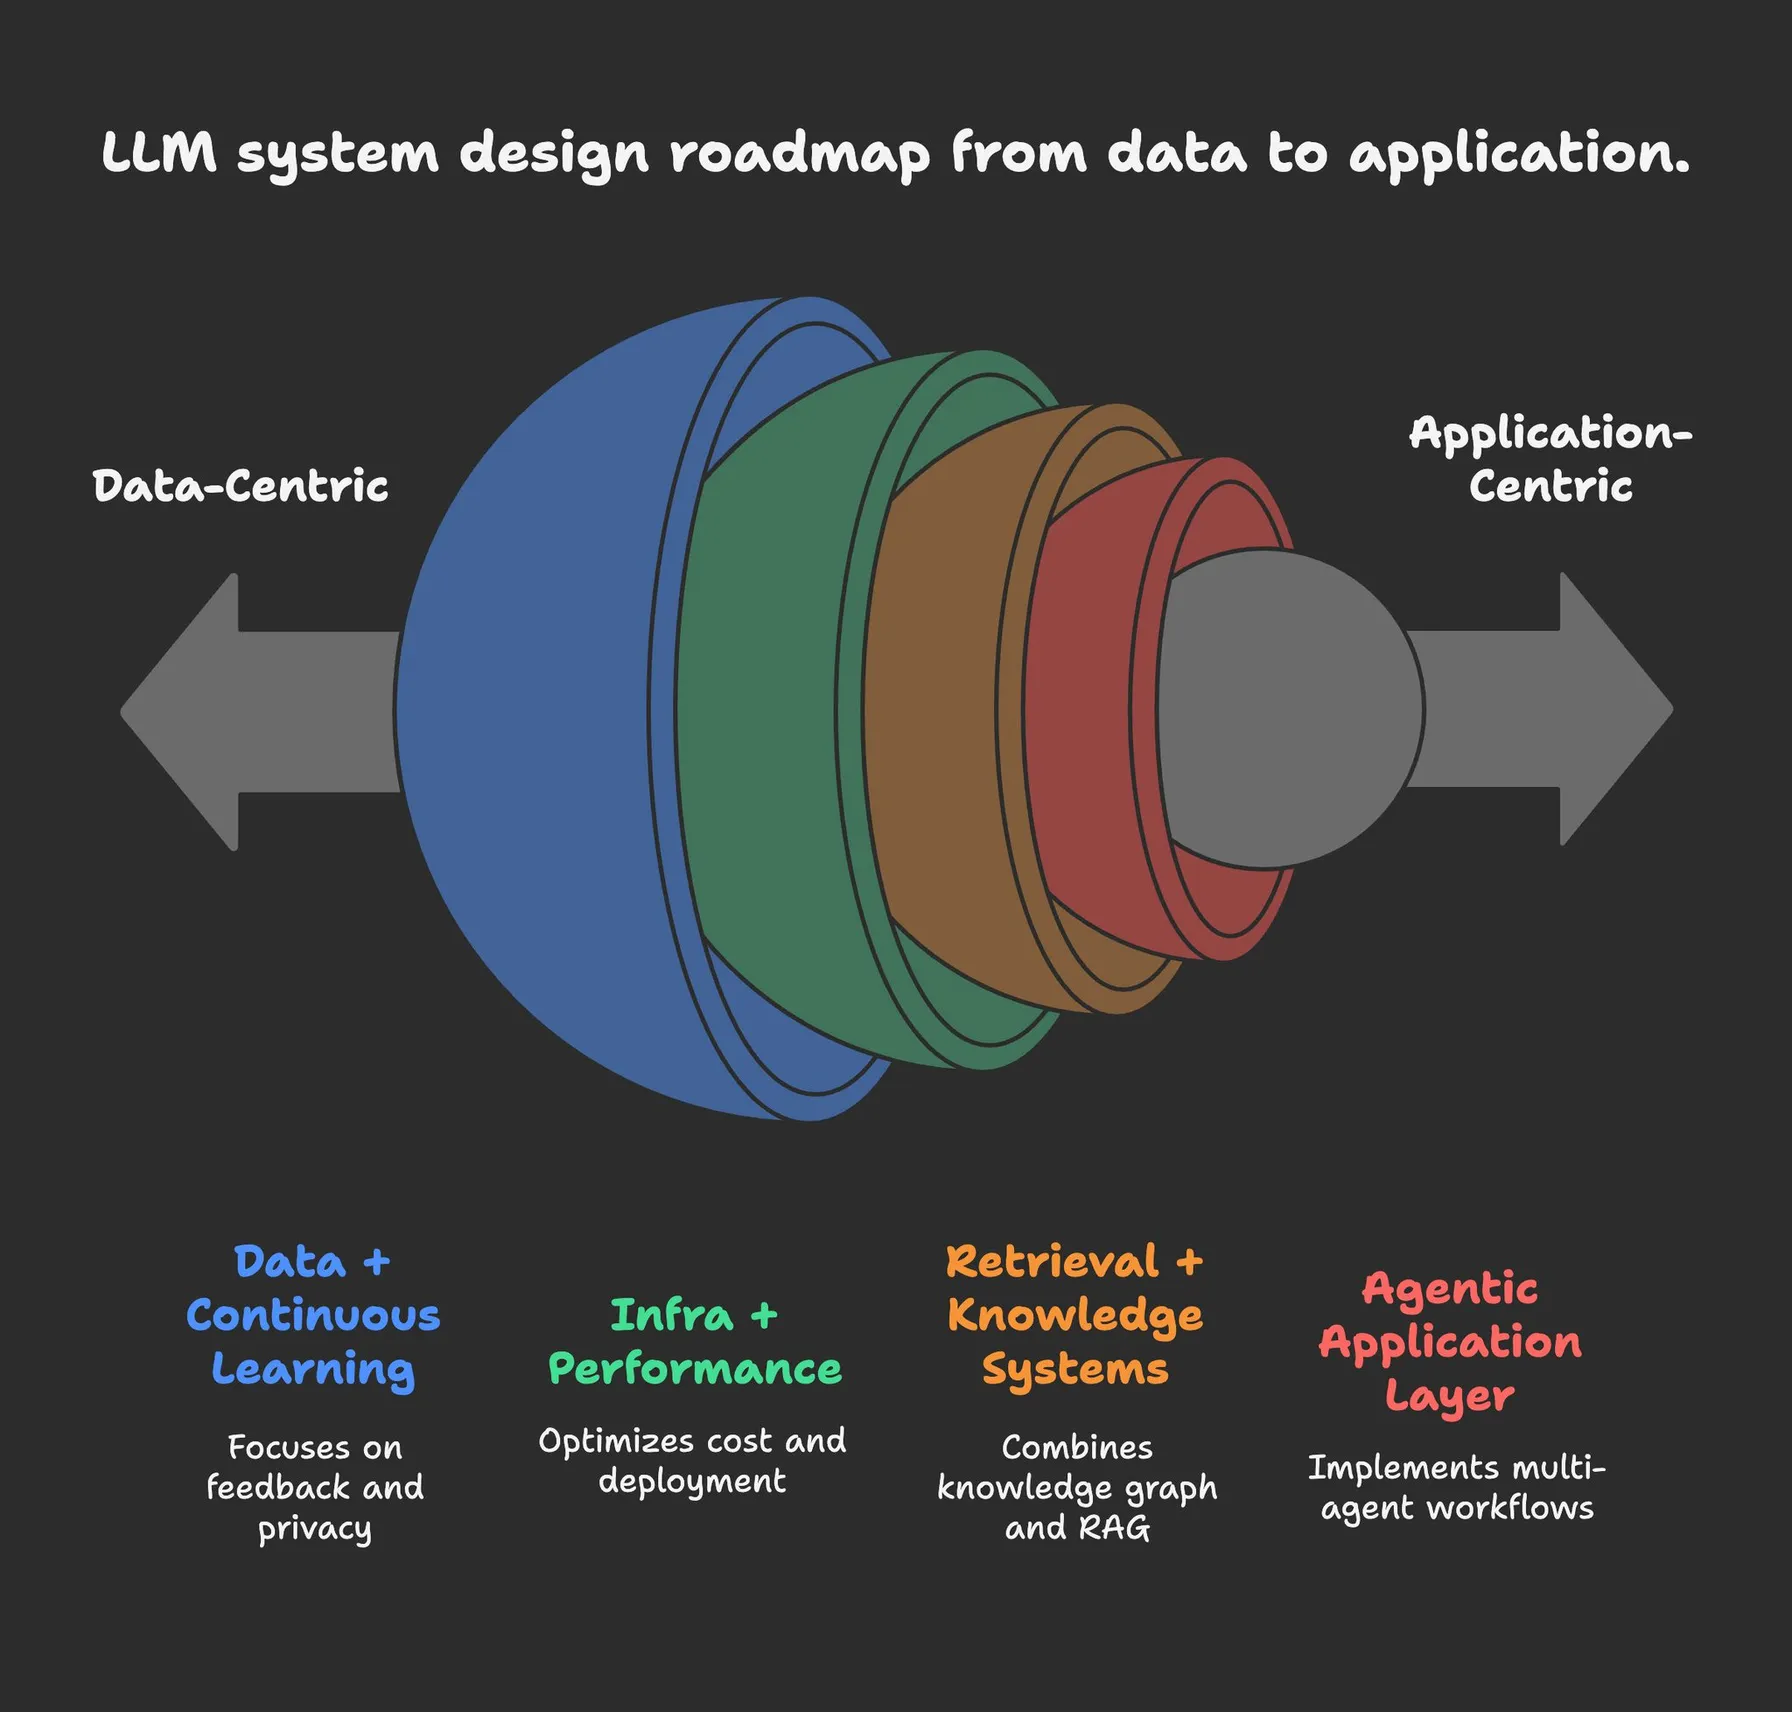 LLM system design roadmap from data to application.
Data-Centric
Application-
Centric
Data +
Continuous
Learning
Focuses on
feedback and
privacy
Infra +
Performance
Optimizes cost and
deployment
Retrieval +
Knowledge
Systems
Combines
knowledge graph
and RAG
Agentic
Application
Layer
Implements multi-
agent workflows